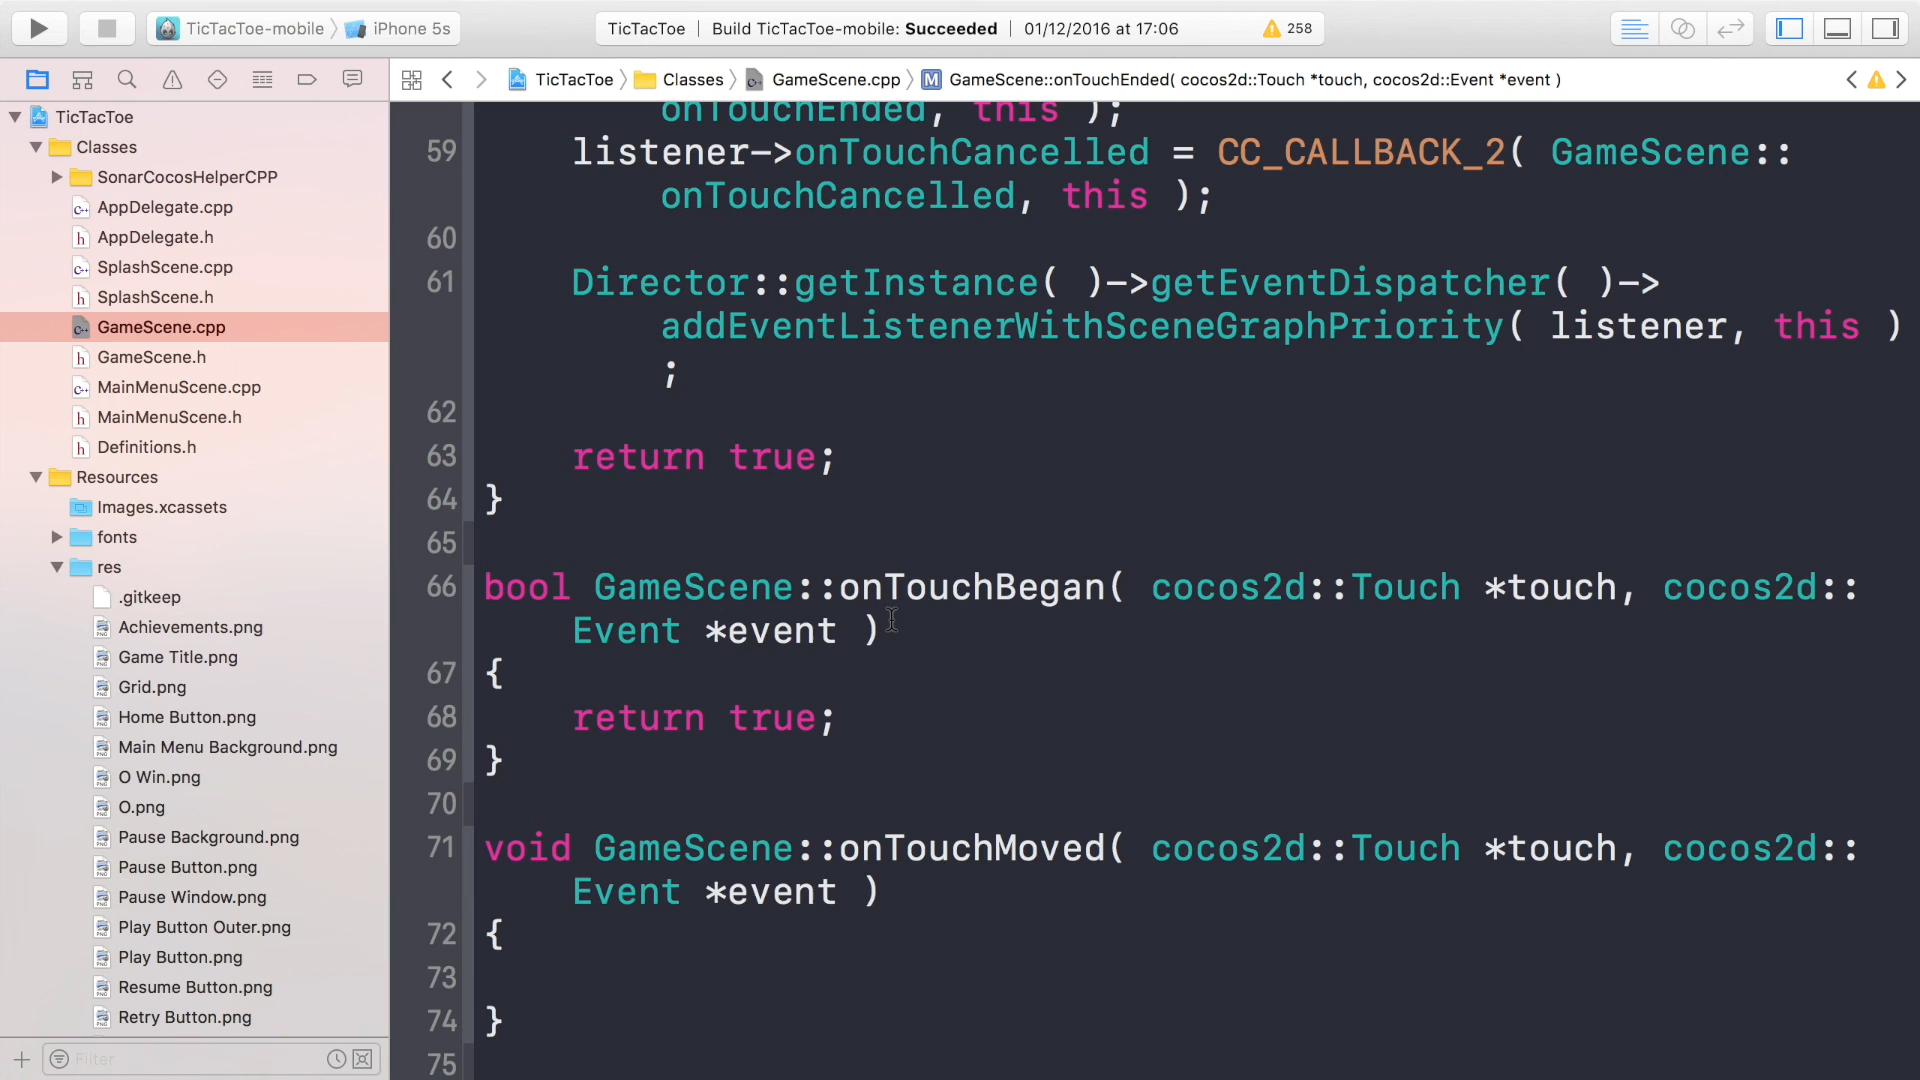 TicTacToe-mobile iPhone 5s
TicTacToe Build TicTacToe-mobile: Succeeded 01/12/2016 at 17:06 258
TicTacToe Classes GameScene.cpp M GameScene::onTouchEnded( cocos2d::Touch *touch, cocos2d::Event *event )
TicTacToe
Classes
SonarCocosHelperCPP
AppDelegate.cpp
AppDelegate.h
SplashScene.cpp
SplashScene.h
GameScene.cpp
GameScene.h
MainMenuScene.cpp
MainMenuScene.h
Definitions.h
Resources
Images.xcassets
fonts
res
.gitkeep
Achievements.png
Game Title.png
Grid.png
Home Button.png
Main Menu Background.png
O Win.png
O.png
Pause Background.png
Pause Button.png
Pause Window.png
Play Button Outer.png
Play Button.png
Resume Button.png
Retry Button.png
Filter
onTouchEnded, this );
59 listener->onTouchCancelled = CC_CALLBACK_2( GameScene::
onTouchCancelled, this );
60
61 Director::getInstance( )->getEventDispatcher( )->
addEventListenerWithSceneGraphPriority( listener, this )
;
62
63 return true;
64 }
65
66 bool GameScene::onTouchBegan( cocos2d::Touch *touch, cocos2d::
Event *event )
67 {
68 return true;
69 }
70
71 void GameScene::onTouchMoved( cocos2d::Touch *touch, cocos2d::
Event *event )
72 {
73
74 }
75